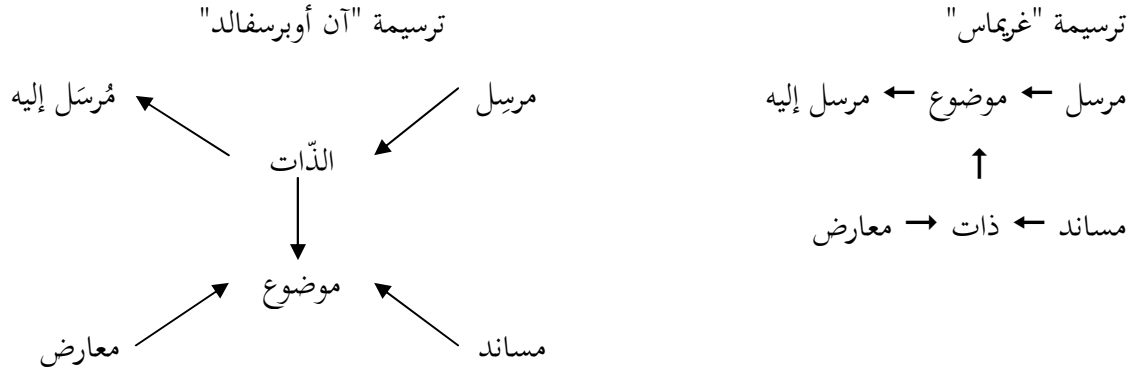 ترسيمة "غريماس"
مرسل ← موضوع ← مرسل إليه
↑
مساند ← ذات → معارض
ترسيمة "آن أوبرسفالد"
مرسِل
مُرسَل إليه
الذّات
موضوع
مساند
معارض